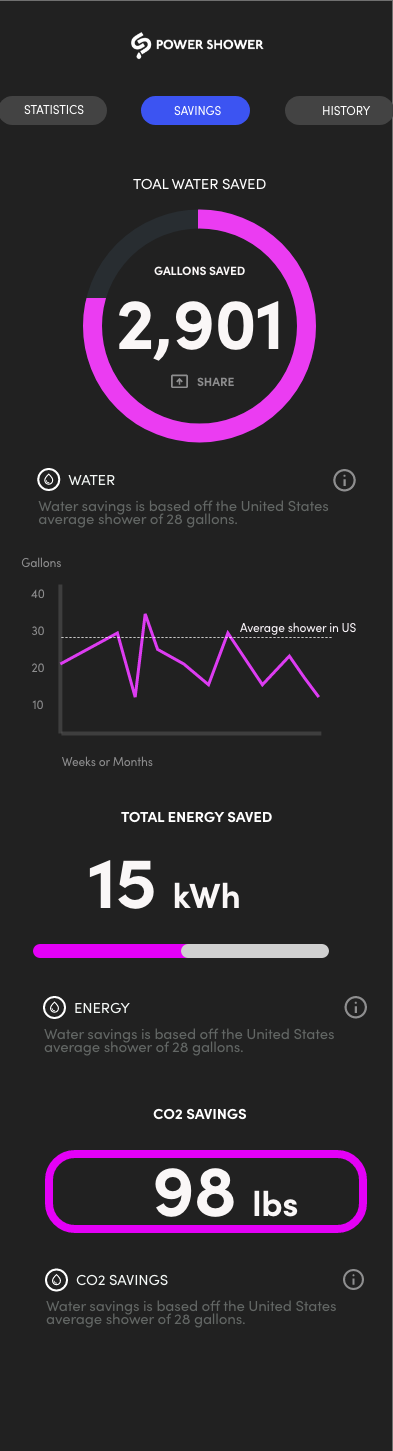 POWER SHOWER
STATISTICS
SAVINGS
HISTORY
TOAL WATER SAVED
GALLONS SAVED
2,901
SHARE
WATER
Water savings is based off the United States
average shower of 28 gallons.
Gallons
40
30
Average shower in US
20
10
Weeks or Months
TOTAL ENERGY SAVED
15 kWh
ENERGY
Water savings is based off the United States
average shower of 28 gallons.
CO2 SAVINGS
98 lbs
CO2 SAVINGS
Water savings is based off the United States
average shower of 28 gallons.